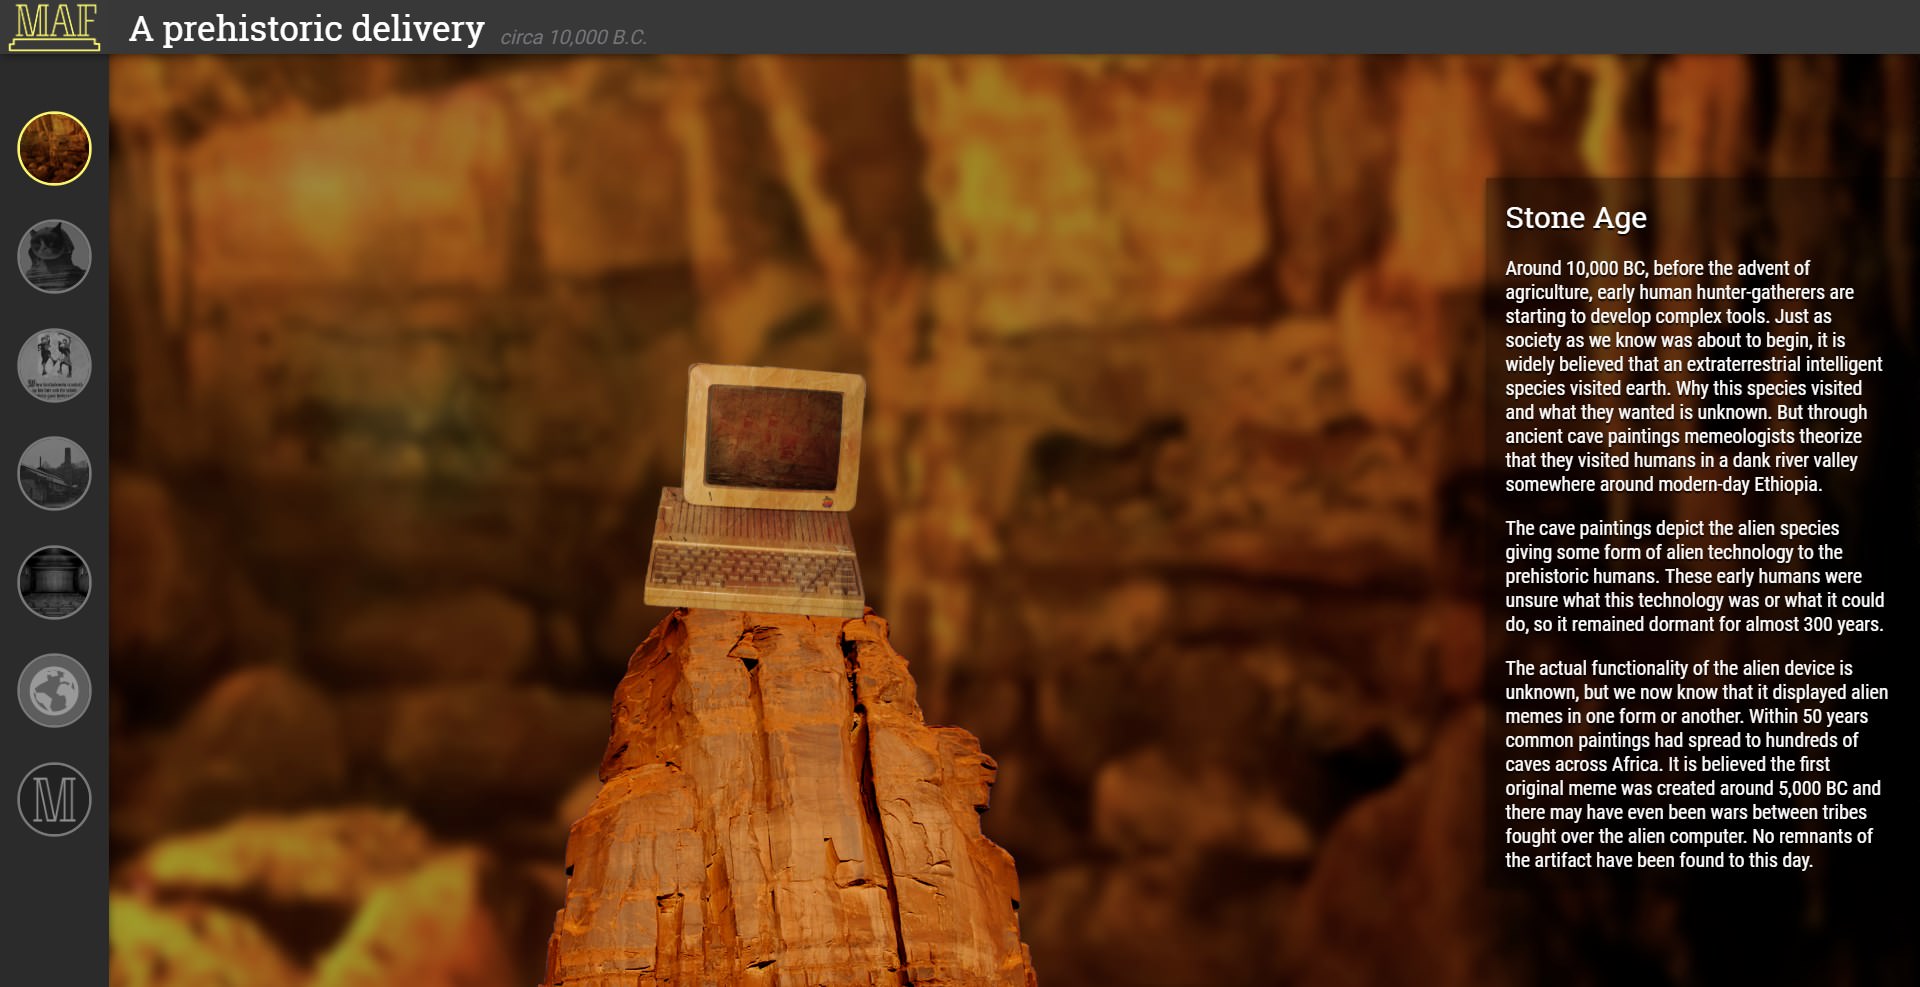 MAF
A prehistoric delivery circa 10,000 B.C.
Stone Age
Around 10,000 BC, before the advent of
agriculture, early human hunter-gatherers are
starting to develop complex tools. Just as
society as we know was about to begin, it is
widely believed that an extraterrestrial intelligent
species visited earth. Why this species visited
and what they wanted is unknown. But through
ancient cave paintings memeologists theorize
that they visited humans in a dank river valley
somewhere around modern-day Ethiopia.
The cave paintings depict the alien species
giving some form of alien technology to the
prehistoric humans. These early humans were
unsure what this technology was or what it could
do, so it remained dormant for almost 300 years.
The actual functionality of the alien device is
unknown, but we now know that it displayed alien
memes in one form or another. Within 50 years
common paintings had spread to hundreds of
caves across Africa. It is believed the first
original meme was created around 5,000 BC and
there may have even been wars between tribes
fought over the alien computer. No remnants of
the artifact have been found to this day.
M